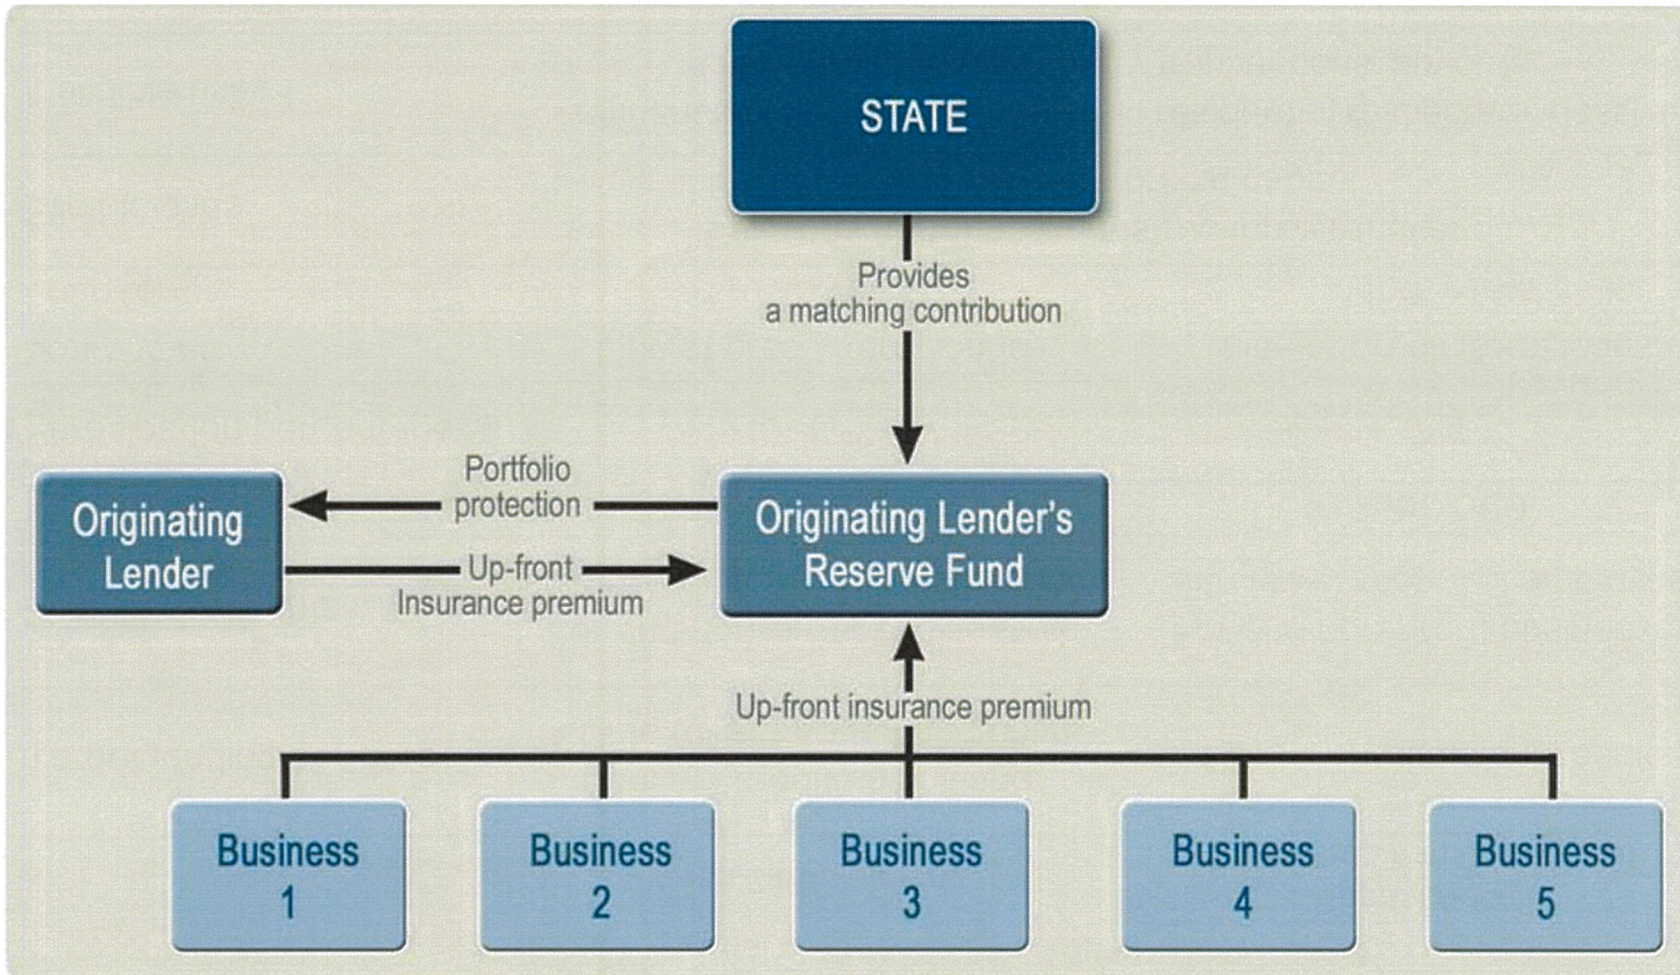 STATE
Provides
a matching contribution
Portfolio
protection
Originating
Lender
Originating Lender's
Reserve Fund
Up-front
Insurance premium
Up-front insurance premium
Business
1
Business
2
Business
3
Business
4
Business
5